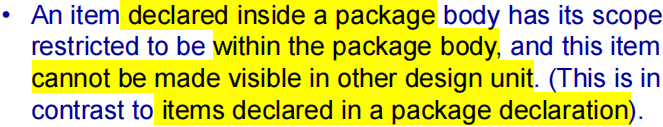 • An item declared inside a package body has its scope
restricted to be within the package body, and this item
cannot be made visible in other design unit. (This is in
contrast to items declared in a package declaration).